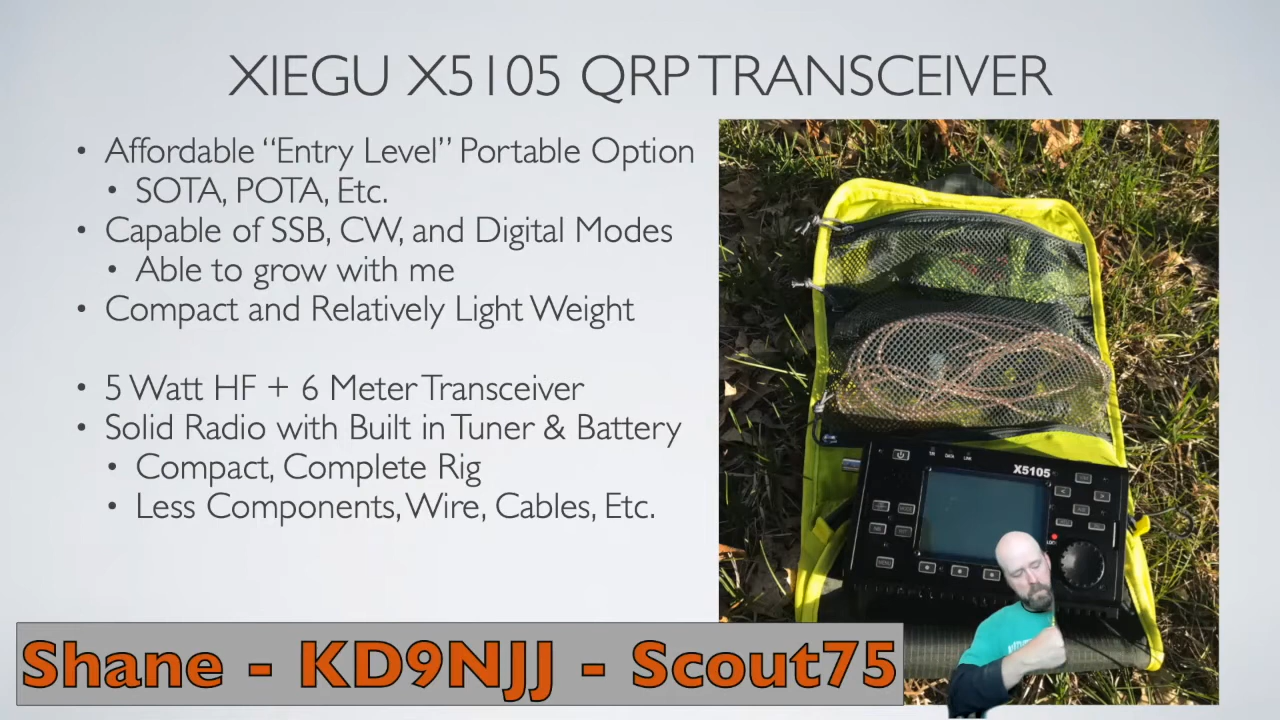 XIEGU X5105 QRP TRANSCEIVER
• Affordable “Entry Level” Portable Option
• SOTA, POTA, Etc.
• Capable of SSB, CW, and Digital Modes
• Able to grow with me
• Compact and Relatively Light Weight
• 5 Watt HF + 6 Meter Transceiver
• Solid Radio with Built in Tuner & Battery
• Compact, Complete Rig
• Less Components, Wire, Cables, Etc.
X5105
Shane - KD9NJJ - Scout75